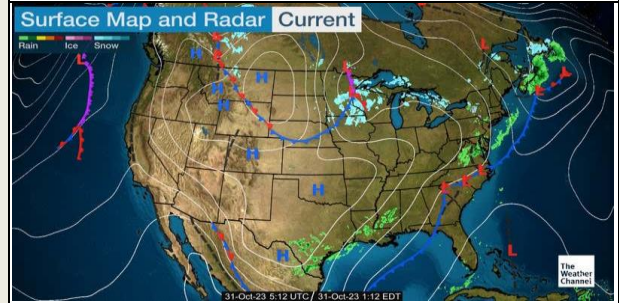 Surface Map and Radar Current
Rain Ice Snow
L
L
H
H
L
H
H
L
L
H
L
L
L
H
L
H
The
Weather
Channel
31-Oct-23 5:12 UTC / 31-Oct-23 1:12 EDT